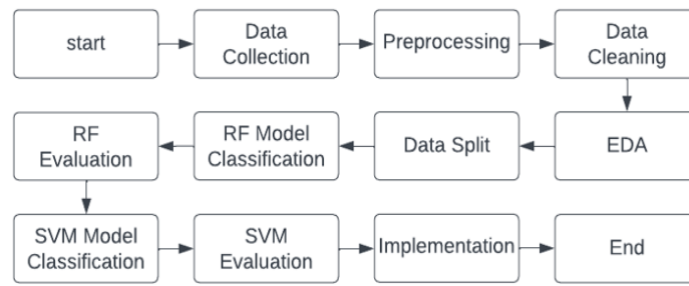 start
Data
Collection
Preprocessing
Data
Cleaning
EDA
Data Split
RF Model
Classification
RF
Evaluation
SVM Model
Classification
SVM
Evaluation
Implementation
End